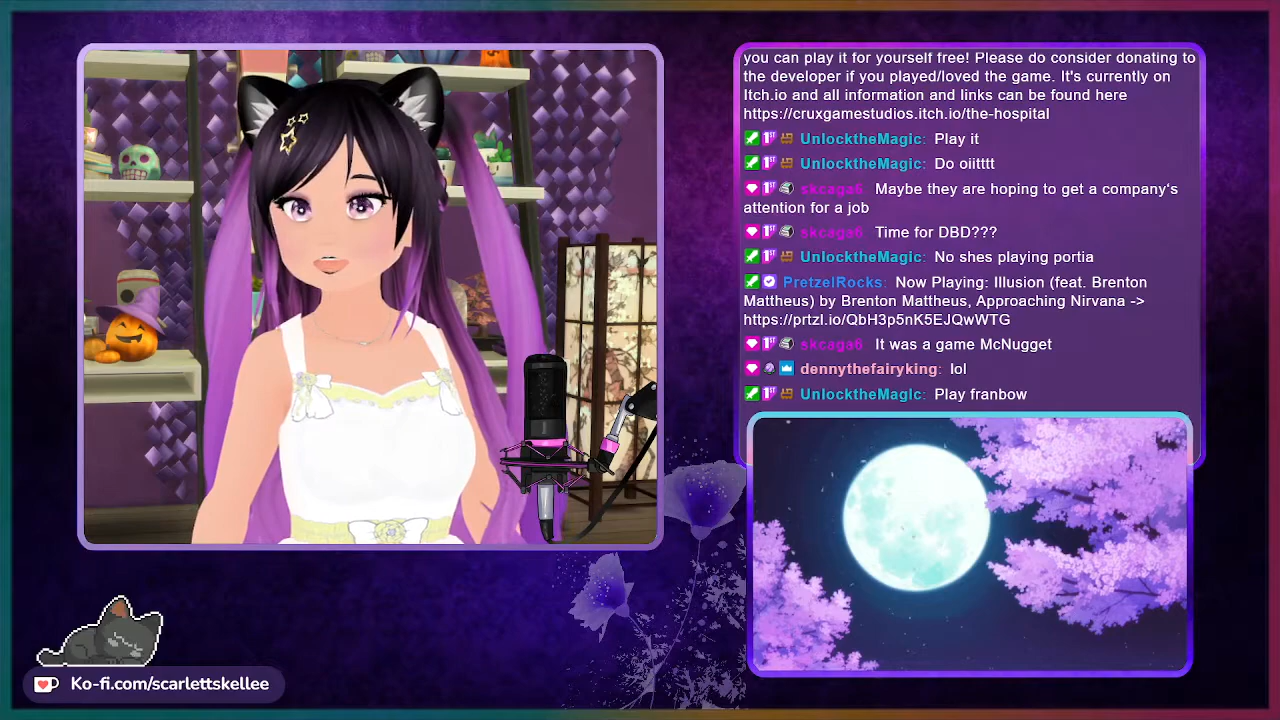 you can play it for yourself free! Please do consider donating to
the developer if you played/loved the game. It's currently on
Itch.io and all information and links can be found here
https://cruxgamestudios.itch.io/the-hospital
UnlocktheMagic: Play it
UnlocktheMagic: Do oiitttt
skcaga6 Maybe they are hoping to get a company's
attention for a job
skcaga6 Time for DBD???
UnlocktheMagic: No shes playing portia
PretzelRocks: Now Playing: Illusion (feat. Brenton
Mattheus) by Brenton Mattheus, Approaching Nirvana ->
https://prtzl.io/QbH3p5nK5EJQwWTG
skcaga6 It was a game McNugget
dennythefairyking: lol
UnlocktheMagic: Play franbow
Ko-fi.com/scarlettskellee